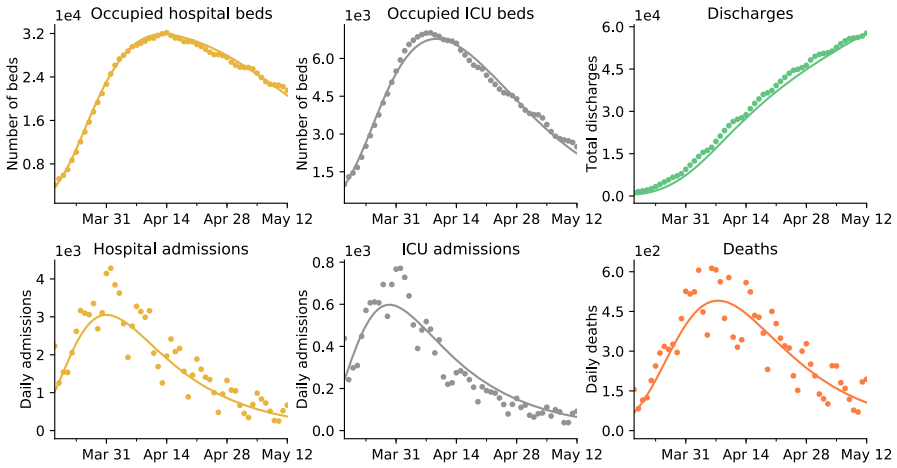 Occupied hospital beds
1e4
Number of beds
3.2
2.4
1.6
0.8
Mar 31 Apr 14 Apr 28 May 12
Occupied ICU beds
1e3
Number of beds
6.0
4.5
3.0
1.5
Mar 31 Apr 14 Apr 28 May 12
Discharges
1e4
Total discharges
6.0
4.5
3.0
1.5
0.0
Mar 31 Apr 14 Apr 28 May 12
Hospital admissions
1e3
Daily admissions
4
3
2
1
0
Mar 31 Apr 14 Apr 28 May 12
ICU admissions
1e3
Daily admissions
0.8
0.6
0.4
0.2
0.0
Mar 31 Apr 14 Apr 28 May 12
Deaths
1e2
Daily deaths
6.0
4.5
3.0
1.5
0.0
Mar 31 Apr 14 Apr 28 May 12